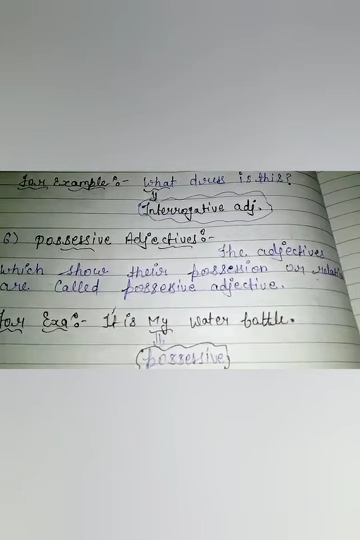 For Example:- What dress is this?
Interrogative adj.
6) possessive Adjectives:-
The adjectives
which show their possession or relati
are called possesive adjective.
For Exa:- It is My water bottle.
possessive